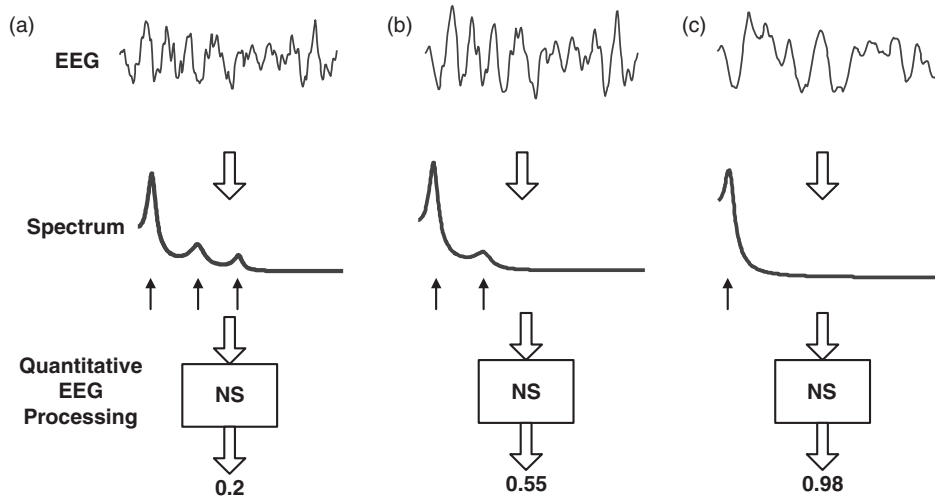 (a) (b) (c)
EEG
Spectrum
Quantitative
EEG
Processing
NS NS NS
0.2 0.55 0.98